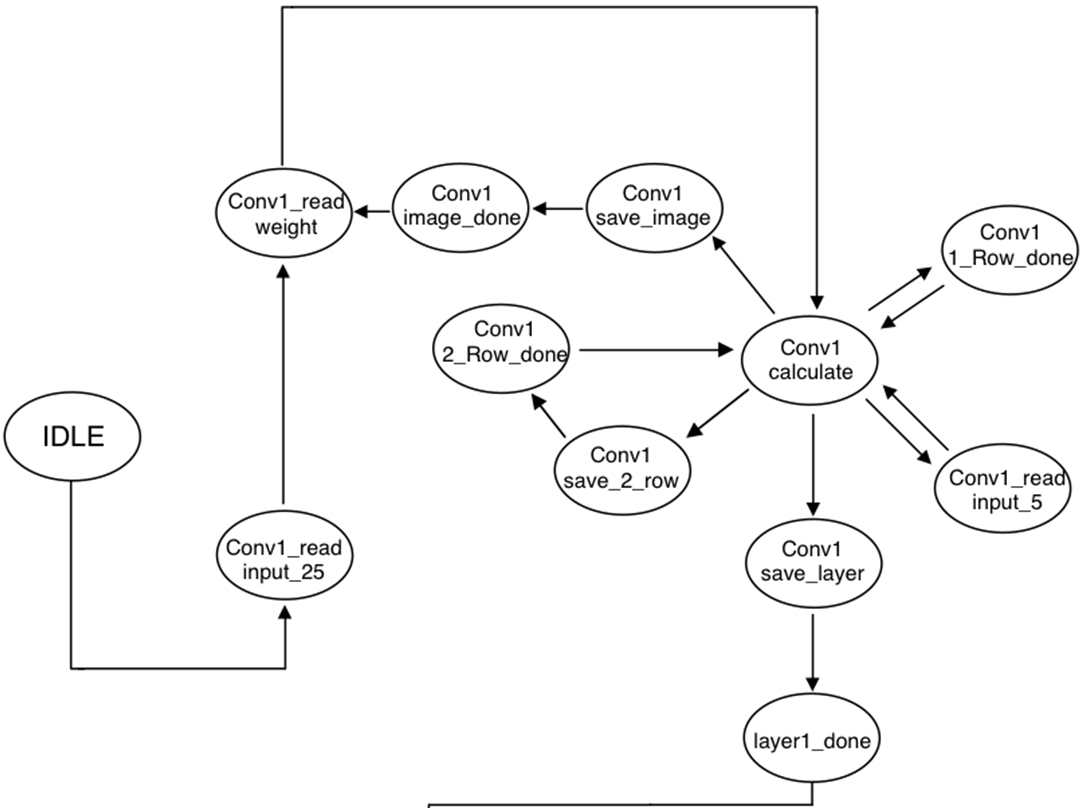 Conv1_read
weight
Conv1
image_done
Conv1
save_image
Conv1
1_Row_done
Conv1
2_Row_done
Conv1
calculate
IDLE
Conv1
save_2_row
Conv1_read
input_5
Conv1_read
input_25
Conv1
save_layer
layer1_done